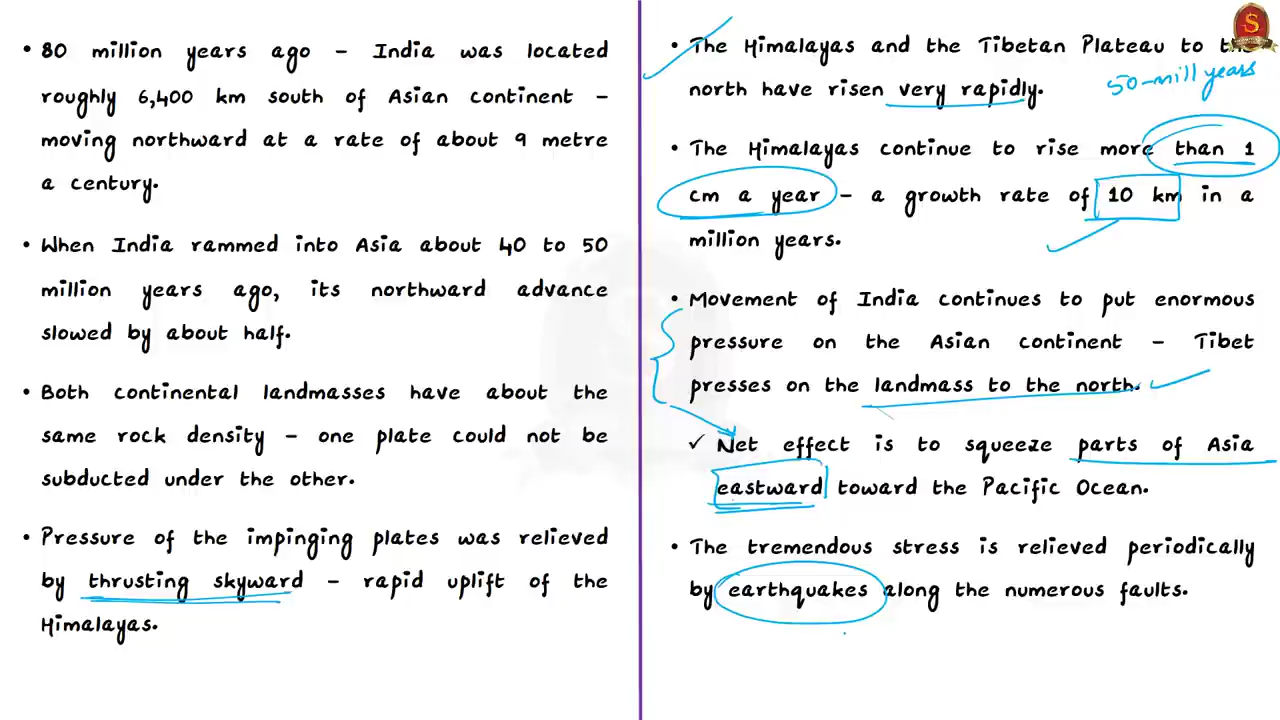 • 80 million years ago – India was located
roughly 6,400 km south of Asian continent –
moving northward at a rate of about 9 metre
a century.
• When India rammed into Asia about 40 to 50
million years ago, its northward advance
slowed by about half.
• Both continental landmasses have about the
same rock density – one plate could not be
subducted under the other.
• Pressure of the impinging plates was relieved
by thrusting skyward – rapid uplift of the
Himalayas.
• The Himalayas and the Tibetan Plateau to the
north have risen very rapidly.
50-mill years
• The Himalayas continue to rise more than 1
cm a year – a growth rate of 10 km in a
million years.
• Movement of India continues to put enormous
pressure on the Asian continent – Tibet
presses on the landmass to the north.
✓ Net effect is to squeeze parts of Asia
eastward toward the Pacific Ocean.
• The tremendous stress is relieved periodically
by earthquakes along the numerous faults.
S